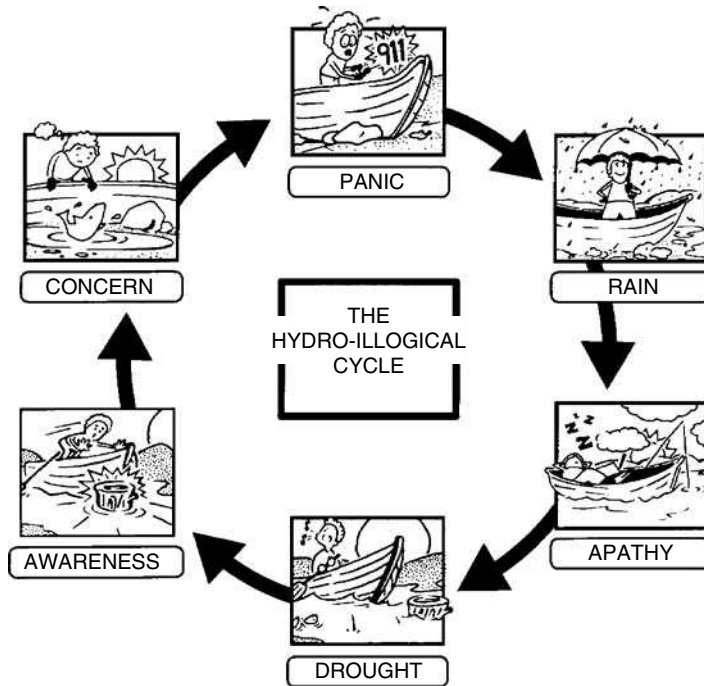 911
PANIC
RAIN
CONCERN
THE
HYDRO-ILLOGICAL
CYCLE
Z Z Z
APATHY
AWARENESS
DROUGHT